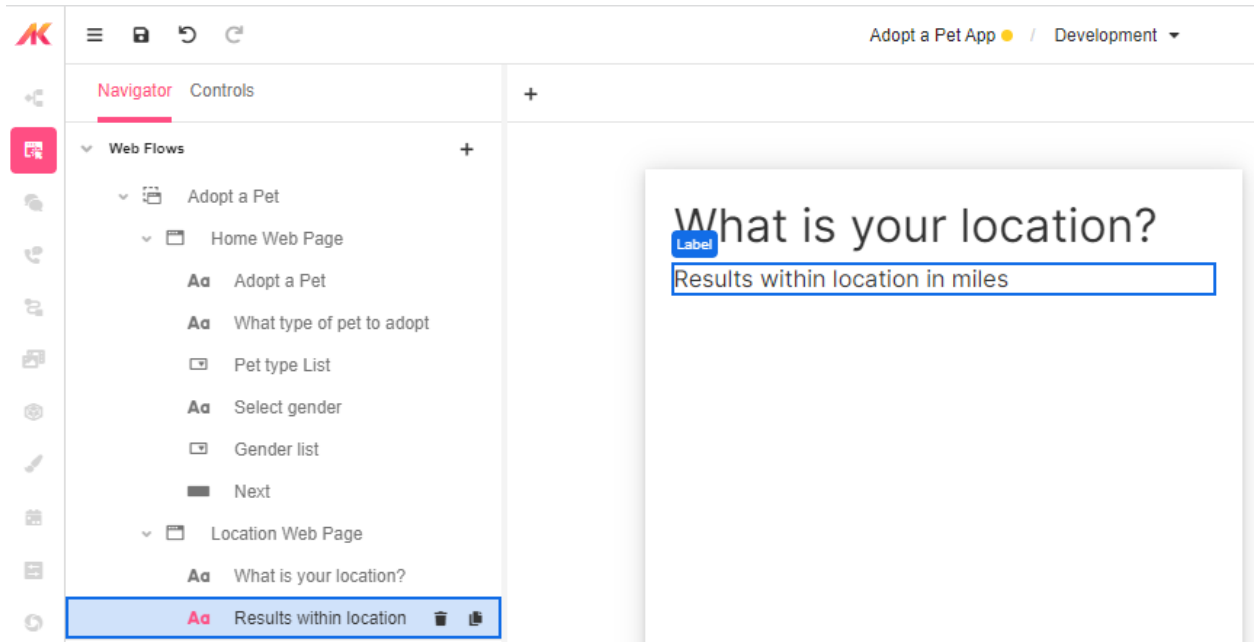 Adopt a Pet App / Development
Navigator Controls
+
Web Flows +
Adopt a Pet
Home Web Page
Aa Adopt a Pet
Aa What type of pet to adopt
Pet type List
Aa Select gender
Gender list
Next
Location Web Page
Aa What is your location?
Aa Results within location
What is your location?
Label
Results within location in miles